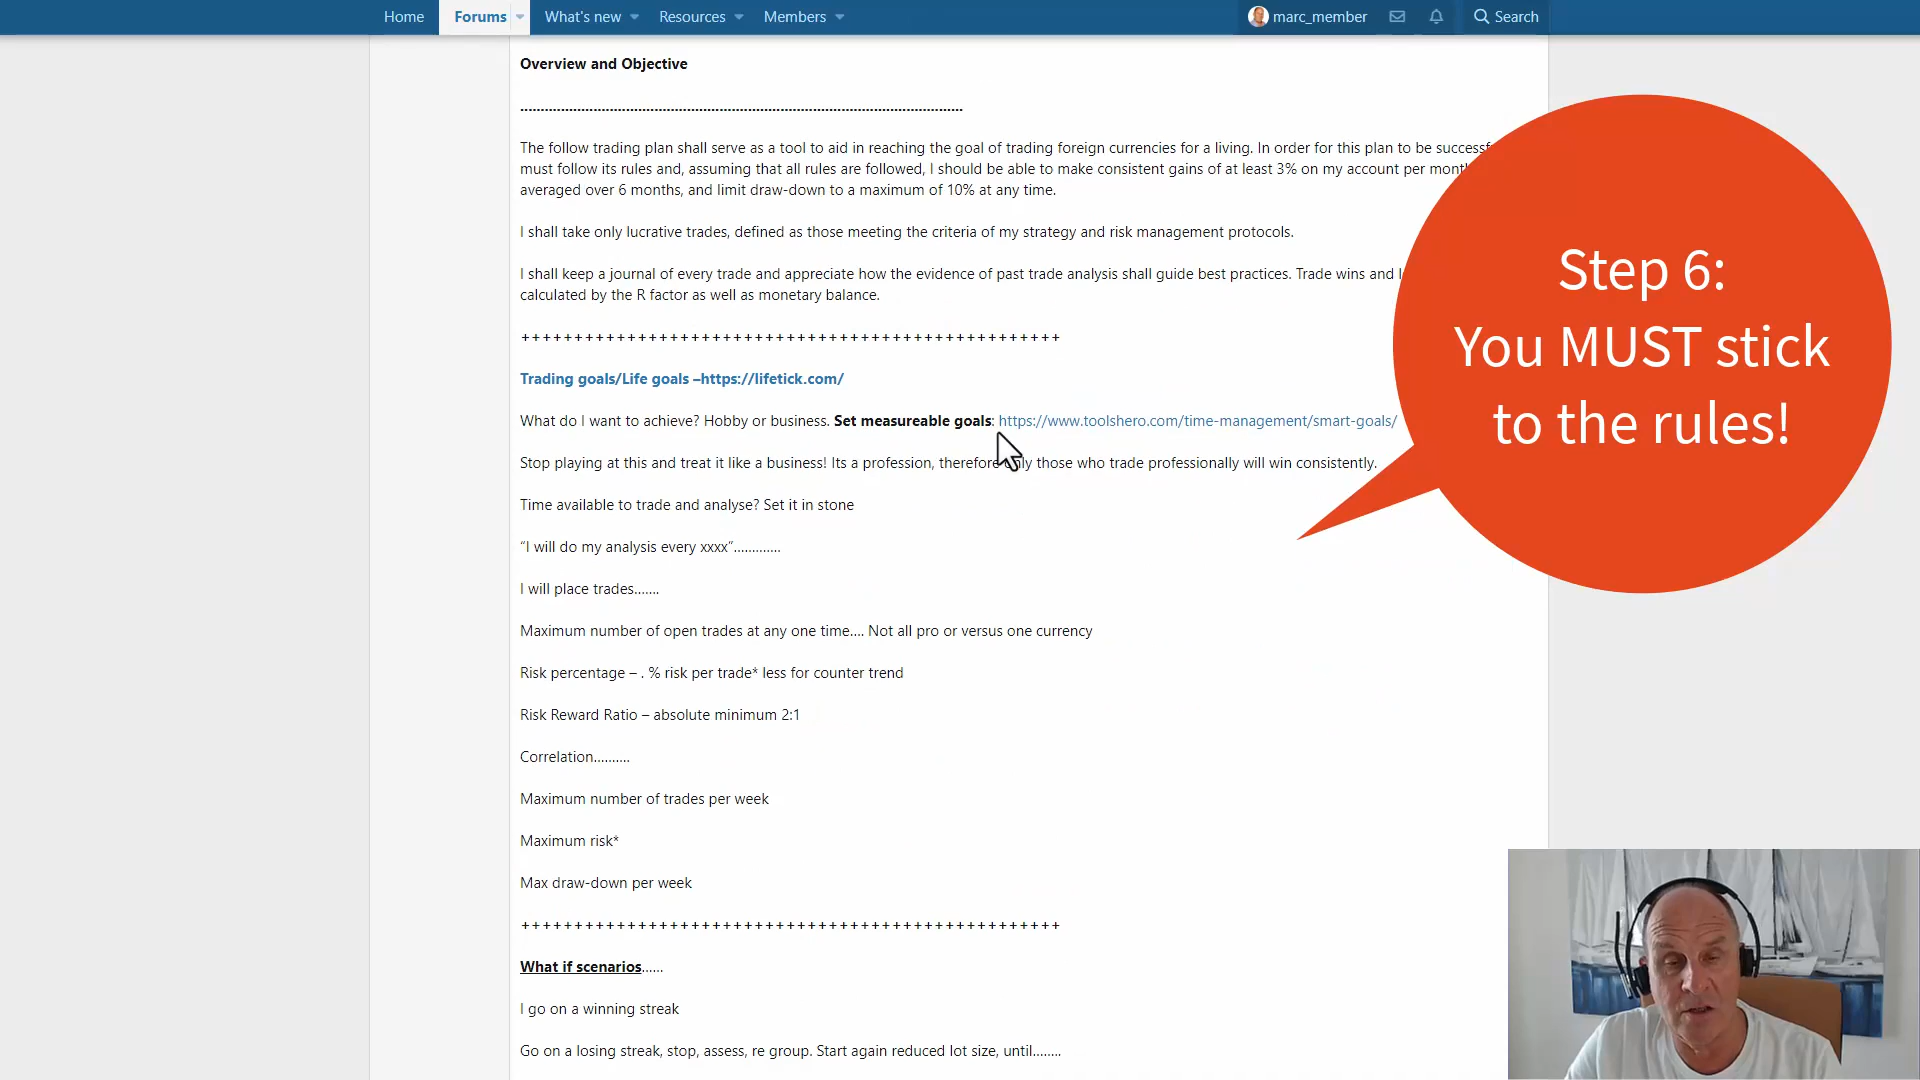 Home
Forums
What's new
Resources
Members
marc_member
Search
Overview and Objective
The follow trading plan shall serve as a tool to aid in reaching the goal of trading foreign currencies for a living. In order for this plan to be
must follow its rules and, assuming that all rules are followed, I should be able to make consistent gains of at least 3% on my account per
averaged over 6 months, and limit draw-down to a maximum of 10% at any time.
I shall take only lucrative trades, defined as those meeting the criteria of my strategy and risk management protocols.
I shall keep a journal of every trade and appreciate how the evidence of past trade analysis shall guide best practices. Trade wins and
calculated by the R factor as well as monetary balance.
+++++++++++++++++++++++++++++++++++++++++++++++++++
Trading goals/Life goals –https://lifetick.com/
What do I want to achieve? Hobby or business. Set measureable goals: https://www.toolshero.com/time-management/smart-goals/
Stop playing at this and treat it like a business! Its a profession, therefore only those who trade professionally will win consistently.
Time available to trade and analyse? Set it in stone
“I will do my analysis every xxxx”.............
I will place trades.......
Maximum number of open trades at any one time.... Not all pro or versus one currency
Risk percentage – . % risk per trade* less for counter trend
Risk Reward Ratio – absolute minimum 2:1
Correlation..........
Maximum number of trades per week
Maximum risk*
Max draw-down per week
+++++++++++++++++++++++++++++++++++++++++++++++++++
What if scenarios......
I go on a winning streak
Go on a losing streak, stop, assess, re group. Start again reduced lot size, until........
Step 6:
You MUST stick
to the rules!